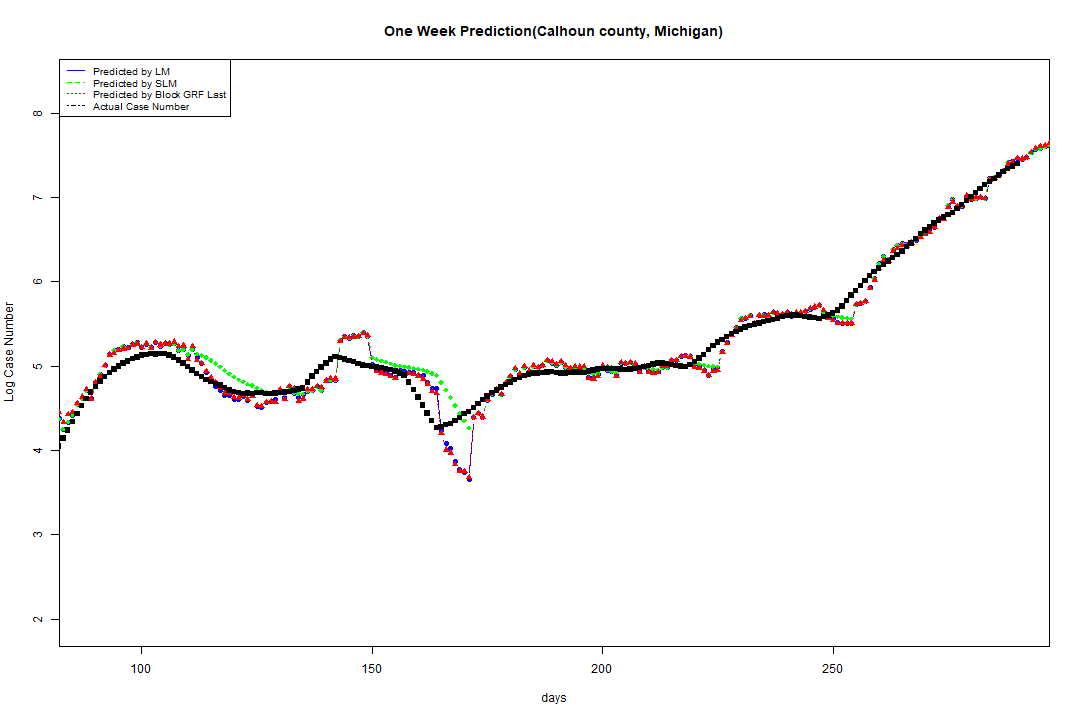 One Week Prediction(Calhoun county, Michigan)
Predicted by LM
Predicted by SLM
Predicted by Block GRF Last
Actual Case Number
Log Case Number
8
7
6
5
4
3
2
100 150 200 250
days